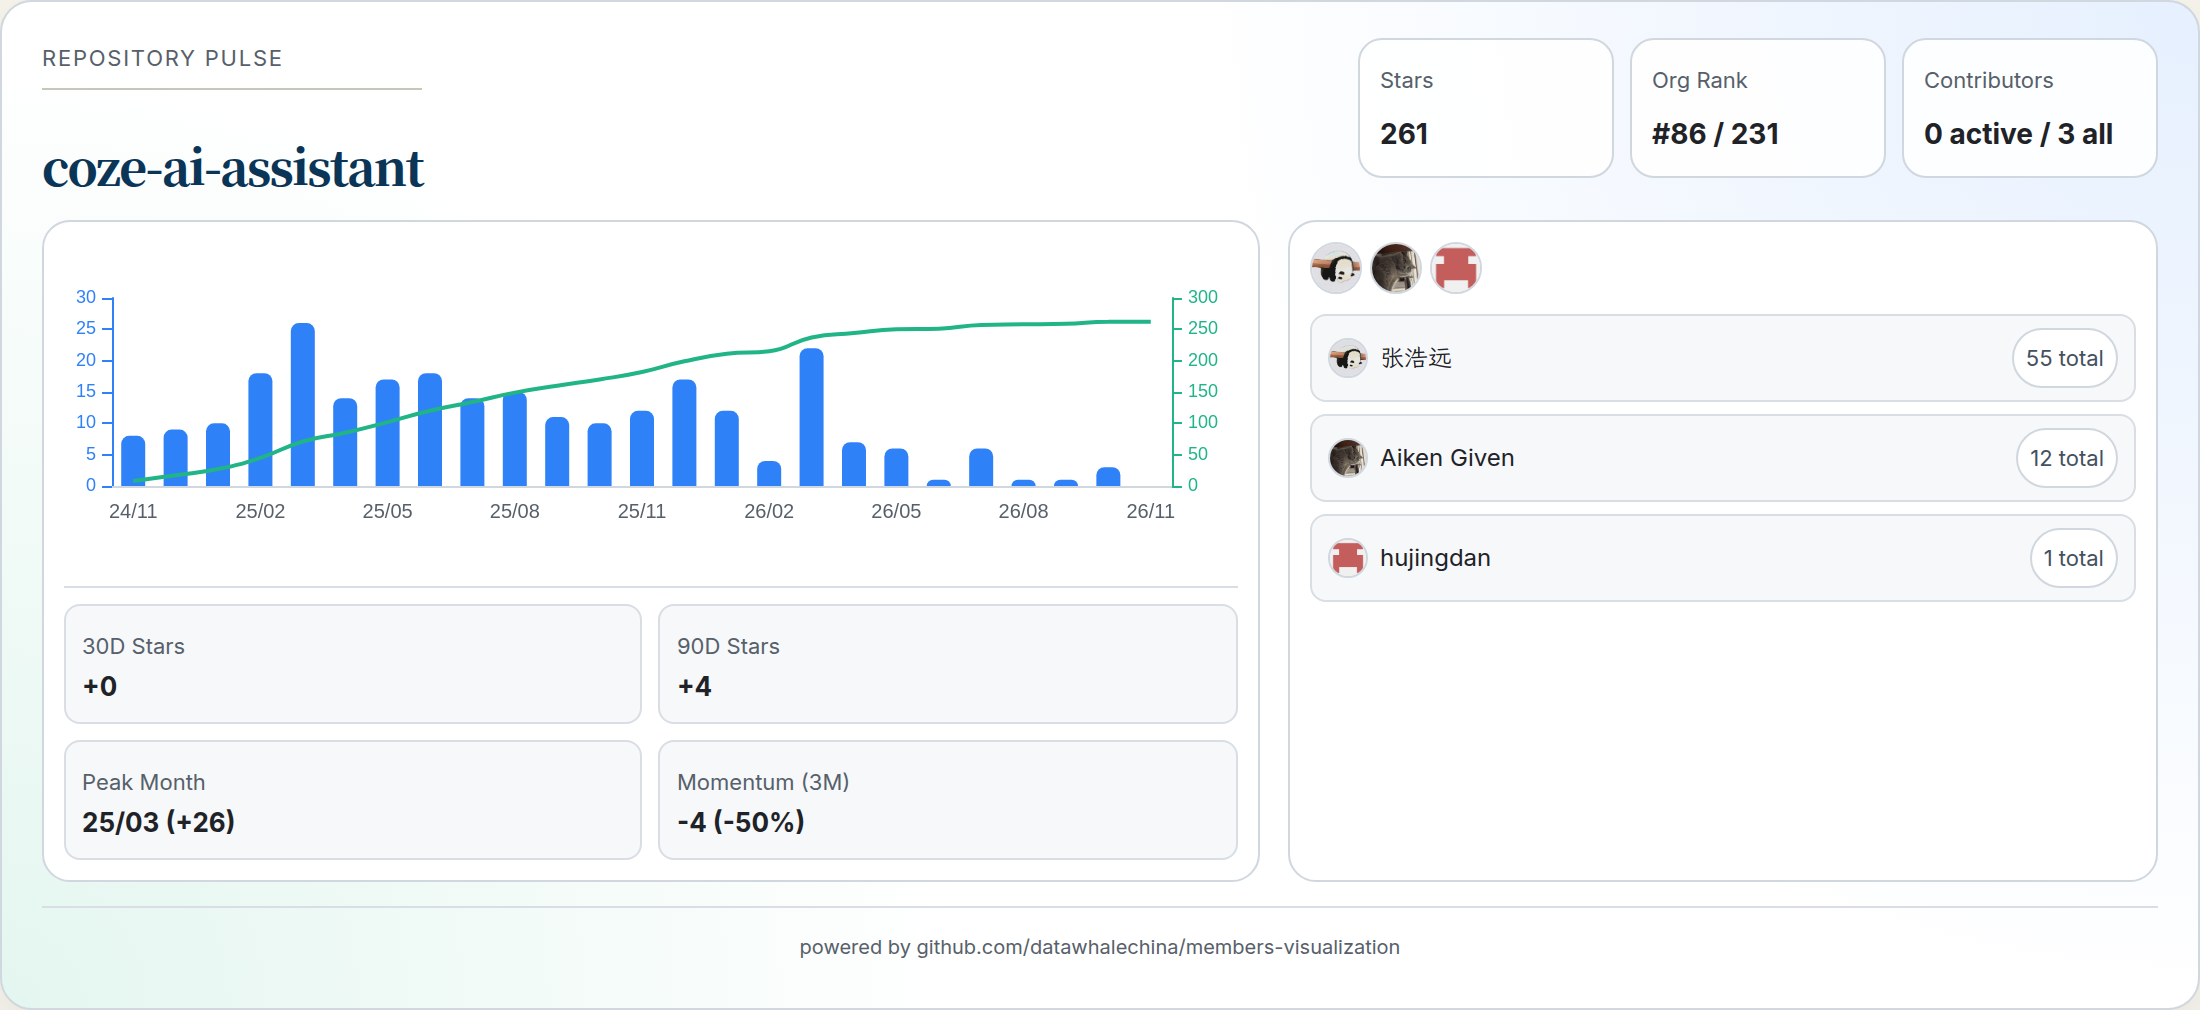 REPOSITORY PULSE
coze-ai-assistant
Stars
261
Org Rank
#86 / 231
Contributors
0 active / 3 all
30
25
20
15
10
5
0
300
250
200
150
100
50
0
24/11 25/02 25/05 25/08 25/11 26/02 26/05 26/08 26/11
30D Stars
+0
90D Stars
+4
Peak Month
25/03 (+26)
Momentum (3M)
-4 (-50%)
张浩远 55 total
Aiken Given 12 total
hujingdan 1 total
powered by github.com/datawhalechina/members-visualization